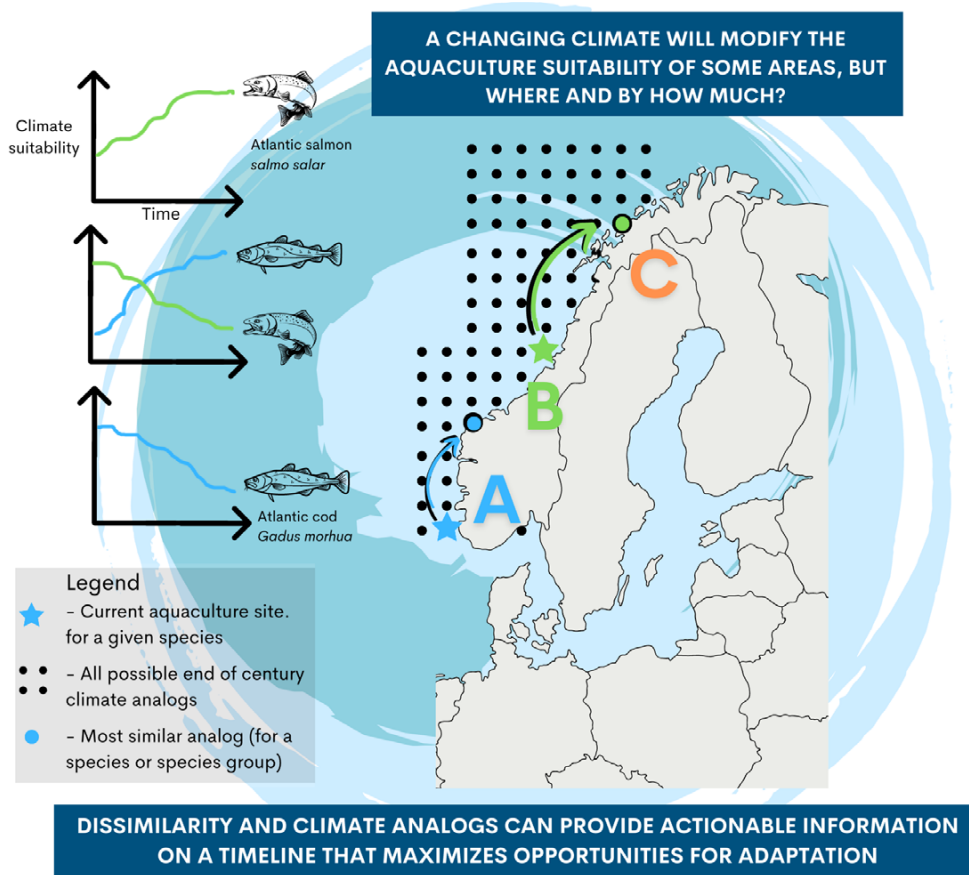 A CHANGING CLIMATE WILL MODIFY THE
AQUACULTURE SUITABILITY OF SOME AREAS, BUT
WHERE AND BY HOW MUCH?
Climate
suitability
Atlantic salmon
salmo salar
Time
C
B
A
Atlantic cod
Gadus morhua
Legend
- Current aquaculture site.
for a given species
- All possible end of century
climate analogs
- Most similar analog (for a
species or species group)
DISSIMILARITY AND CLIMATE ANALOGS CAN PROVIDE ACTIONABLE INFORMATION
ON A TIMELINE THAT MAXIMIZES OPPORTUNITIES FOR ADAPTATION